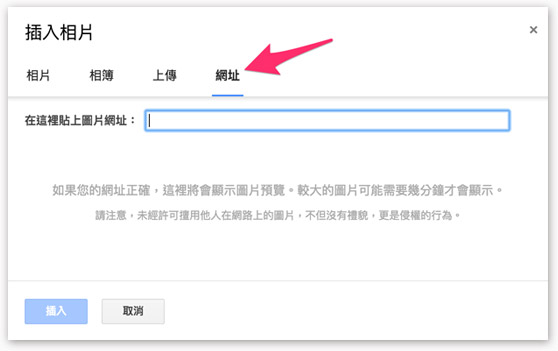 插入相片
×
相片 相簿 上傳 網址
在這裡貼上圖片網址：
如果您的網址正確，這裡將會顯示圖片預覽。較大的圖片可能需要幾分鐘才會顯示。
請注意，未經許可擅用他人在網路上的圖片，不但沒有禮貌，更是侵權的行為。
插入 取消